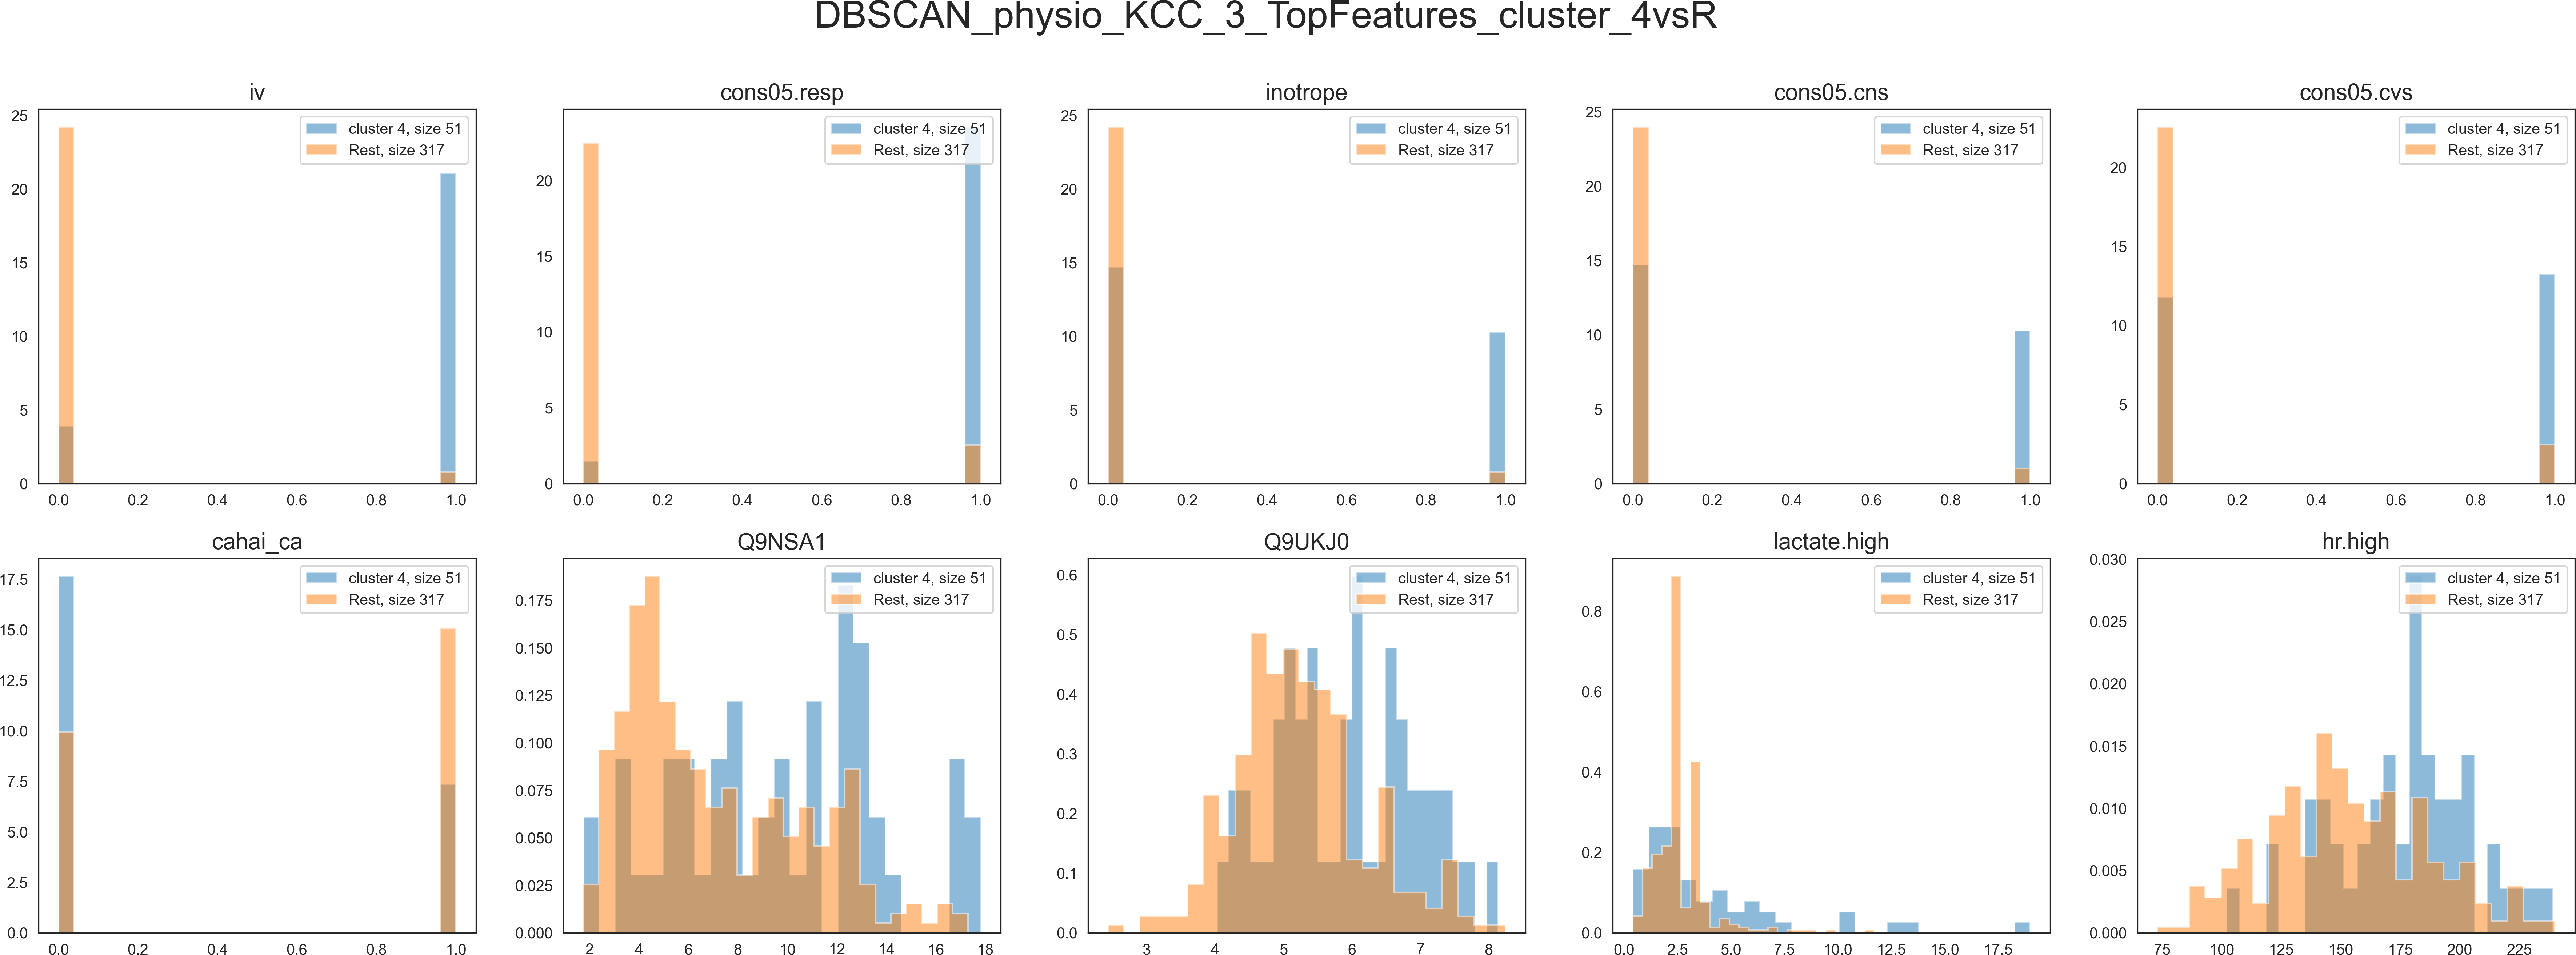 DBSCAN_physio_KCC_3_TopFeatures_cluster_4vsR
iv
25
20
15
10
5
0
0.0 0.2 0.4 0.6 0.8 1.0
cluster 4, size 51
Rest, size 317
cons05.resp
20
15
10
5
0
0.0 0.2 0.4 0.6 0.8 1.0
cluster 4, size 51
Rest, size 317
inotrope
25
20
15
10
5
0
0.0 0.2 0.4 0.6 0.8 1.0
cluster 4, size 51
Rest, size 317
cons05.cns
25
20
15
10
5
0
0.0 0.2 0.4 0.6 0.8 1.0
cluster 4, size 51
Rest, size 317
cons05.cvs
20
15
10
5
0
0.0 0.2 0.4 0.6 0.8 1.0
cluster 4, size 51
Rest, size 317
cahai_ca
17.5
15.0
12.5
10.0
7.5
5.0
2.5
0.0
0.0 0.2 0.4 0.6 0.8 1.0
cluster 4, size 51
Rest, size 317
Q9NSA1
0.175
0.150
0.125
0.100
0.075
0.050
0.025
0.000
2 4 6 8 10 12 14 16 18
cluster 4, size 51
Rest, size 317
Q9UKJ0
0.6
0.5
0.4
0.3
0.2
0.1
0.0
3 4 5 6 7 8
cluster 4, size 51
Rest, size 317
lactate.high
0.8
0.6
0.4
0.2
0.0
0.0 2.5 5.0 7.5 10.0 12.5 15.0 17.5
cluster 4, size 51
Rest, size 317
hr.high
0.030
0.025
0.020
0.015
0.010
0.005
0.000
75 100 125 150 175 200 225
cluster 4, size 51
Rest, size 317